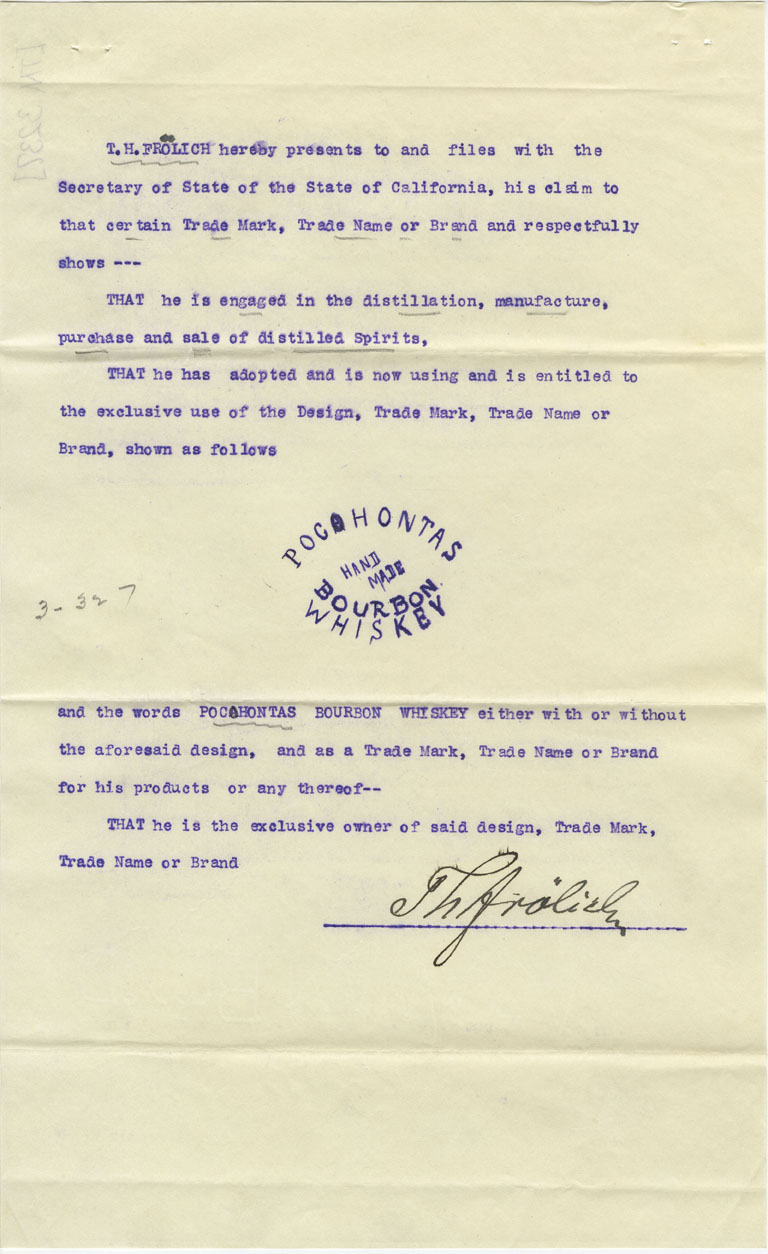 T.H.FRÖLICH hereby presents to and files with the
Secretary of State of the State of California, his claim to
that certain Trade Mark, Trade Name or Brand and respectfully
shows ---
THAT he is engaged in the distillation, manufacture,
purchase and sale of distilled Spirits,
THAT he has adopted and is now using and is entitled to
the exclusive use of the Design, Trade Mark, Trade Name or
Brand, shown as follows
POCAHONTAS
HAND
MADE
BOURBON
WHISKEY
3-327
and the words POCAHONTAS BOURBON WHISKEY either with or without
the aforesaid design, and as a Trade Mark, Trade Name or Brand
for his products or any thereof--
THAT he is the exclusive owner of said design, Trade Mark,
Trade Name or Brand
Th Frölich